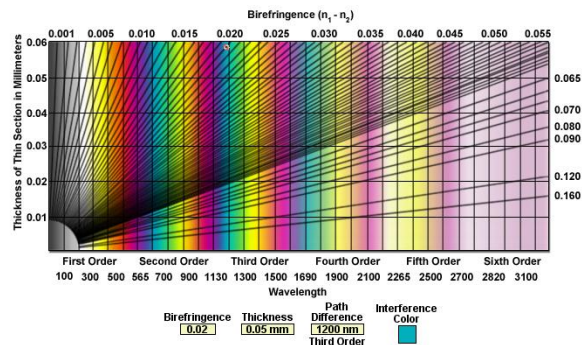 Birefringence (n1 - n2)
0.001 0.005 0.010 0.015 0.020 0.025 0.030 0.035 0.040 0.045 0.050 0.055
Thickness of Thin Section in Millimeters
0.06
0.05
0.04
0.03
0.02
0.01
0.065
0.070
0.080
0.090
0.120
0.160
First Order Second Order Third Order Fourth Order Fifth Order Sixth Order
100 300 500 565 700 900 1130 1300 1500 1690 1900 2100 2265 2500 2700 2820 3100
Wavelength
Birefringence
0.02
Thickness
0.05 mm
Path
Difference
1200 nm
Third Order
Interference
Color